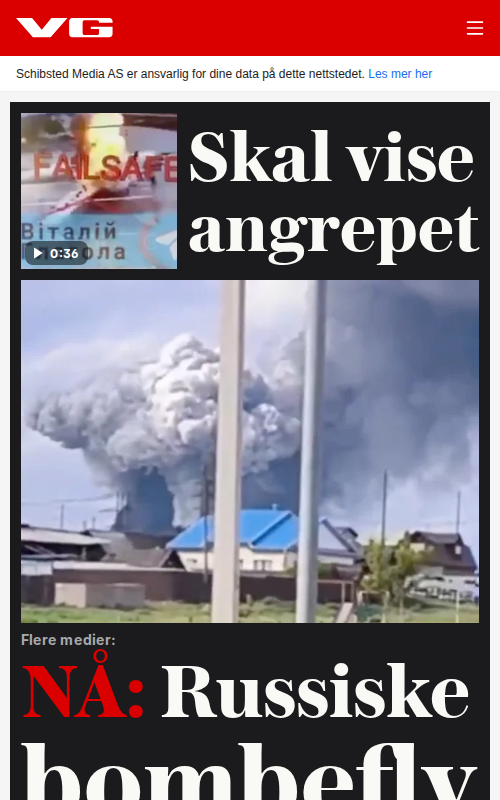 VG
Schibsted Media AS er ansvarlig for dine data på dette nettstedet. Les mer her
FAILSAFE
Віталій
0:36
Skal vise
angrepet
Flere medier:
NÅ: Russiske
bombefly